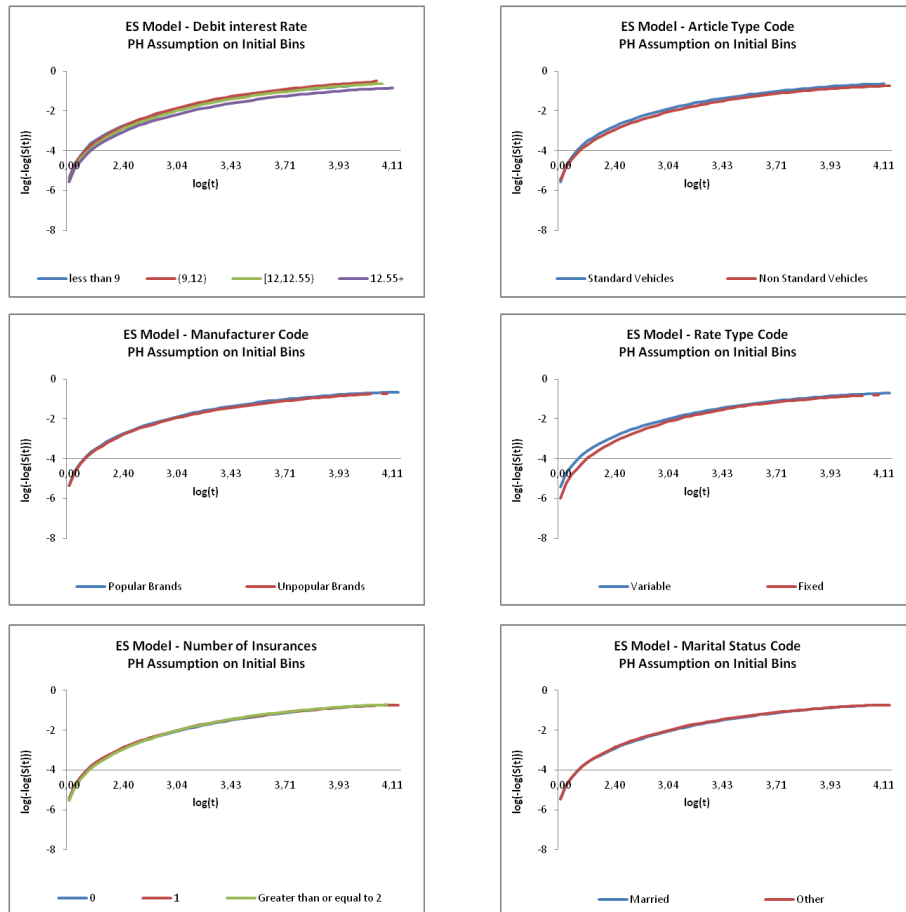 ES Model - Debit interest Rate
PH Assumption on Initial Bins
0
-2
-4
-6
-8
log(-log(S(t)))
0,00 2,40 3,04 3,43 3,71 3,93 4,11
log(t)
less than 9 (9,12) [12,12.55) 12.55+
ES Model - Article Type Code
PH Assumption on Initial Bins
0
-2
-4
-6
-8
log(-log(S(t)))
0,00 2,40 3,04 3,43 3,71 3,93 4,11
log(t)
Standard Vehicles Non Standard Vehicles
ES Model - Manufacturer Code
PH Assumption on Initial Bins
0
-2
-4
-6
-8
log(-log(S(t)))
0,00 2,40 3,04 3,43 3,71 3,93 4,11
log(t)
Popular Brands Unpopular Brands
ES Model - Rate Type Code
PH Assumption on Initial Bins
0
-2
-4
-6
-8
log(-log(S(t)))
0,00 2,40 3,04 3,43 3,71 3,93 4,11
log(t)
Variable Fixed
ES Model - Number of Insurances
PH Assumption on Initial Bins
0
-2
-4
-6
-8
log(-log(S(t)))
0,00 2,40 3,04 3,43 3,71 3,93 4,11
log(t)
0 1 Greater than or equal to 2
ES Model - Marital Status Code
PH Assumption on Initial Bins
0
-2
-4
-6
-8
log(-log(S(t)))
0,00 2,40 3,04 3,43 3,71 3,93 4,11
log(t)
Married Other